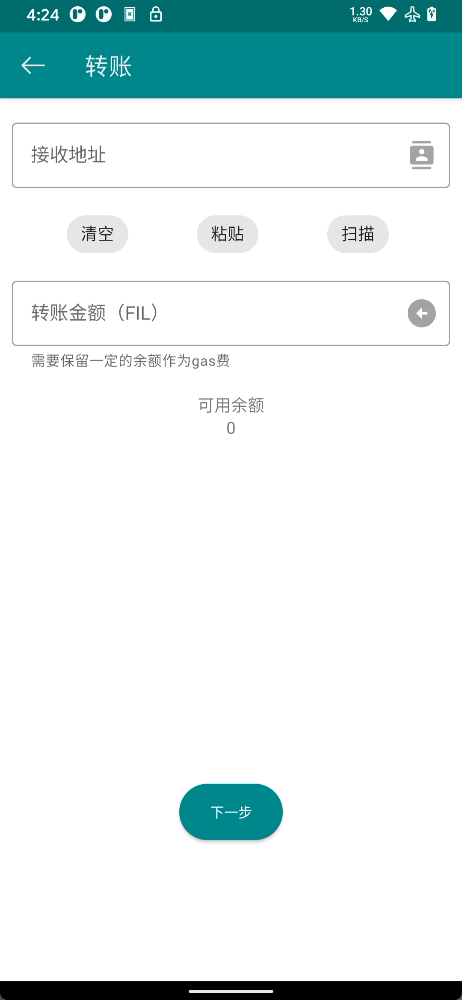 4:24
1.30
KB/S
转账
接收地址
清空
粘贴
扫描
转账金额（FIL）
需要保留一定的余额作为gas费
可用余额
0
下一步